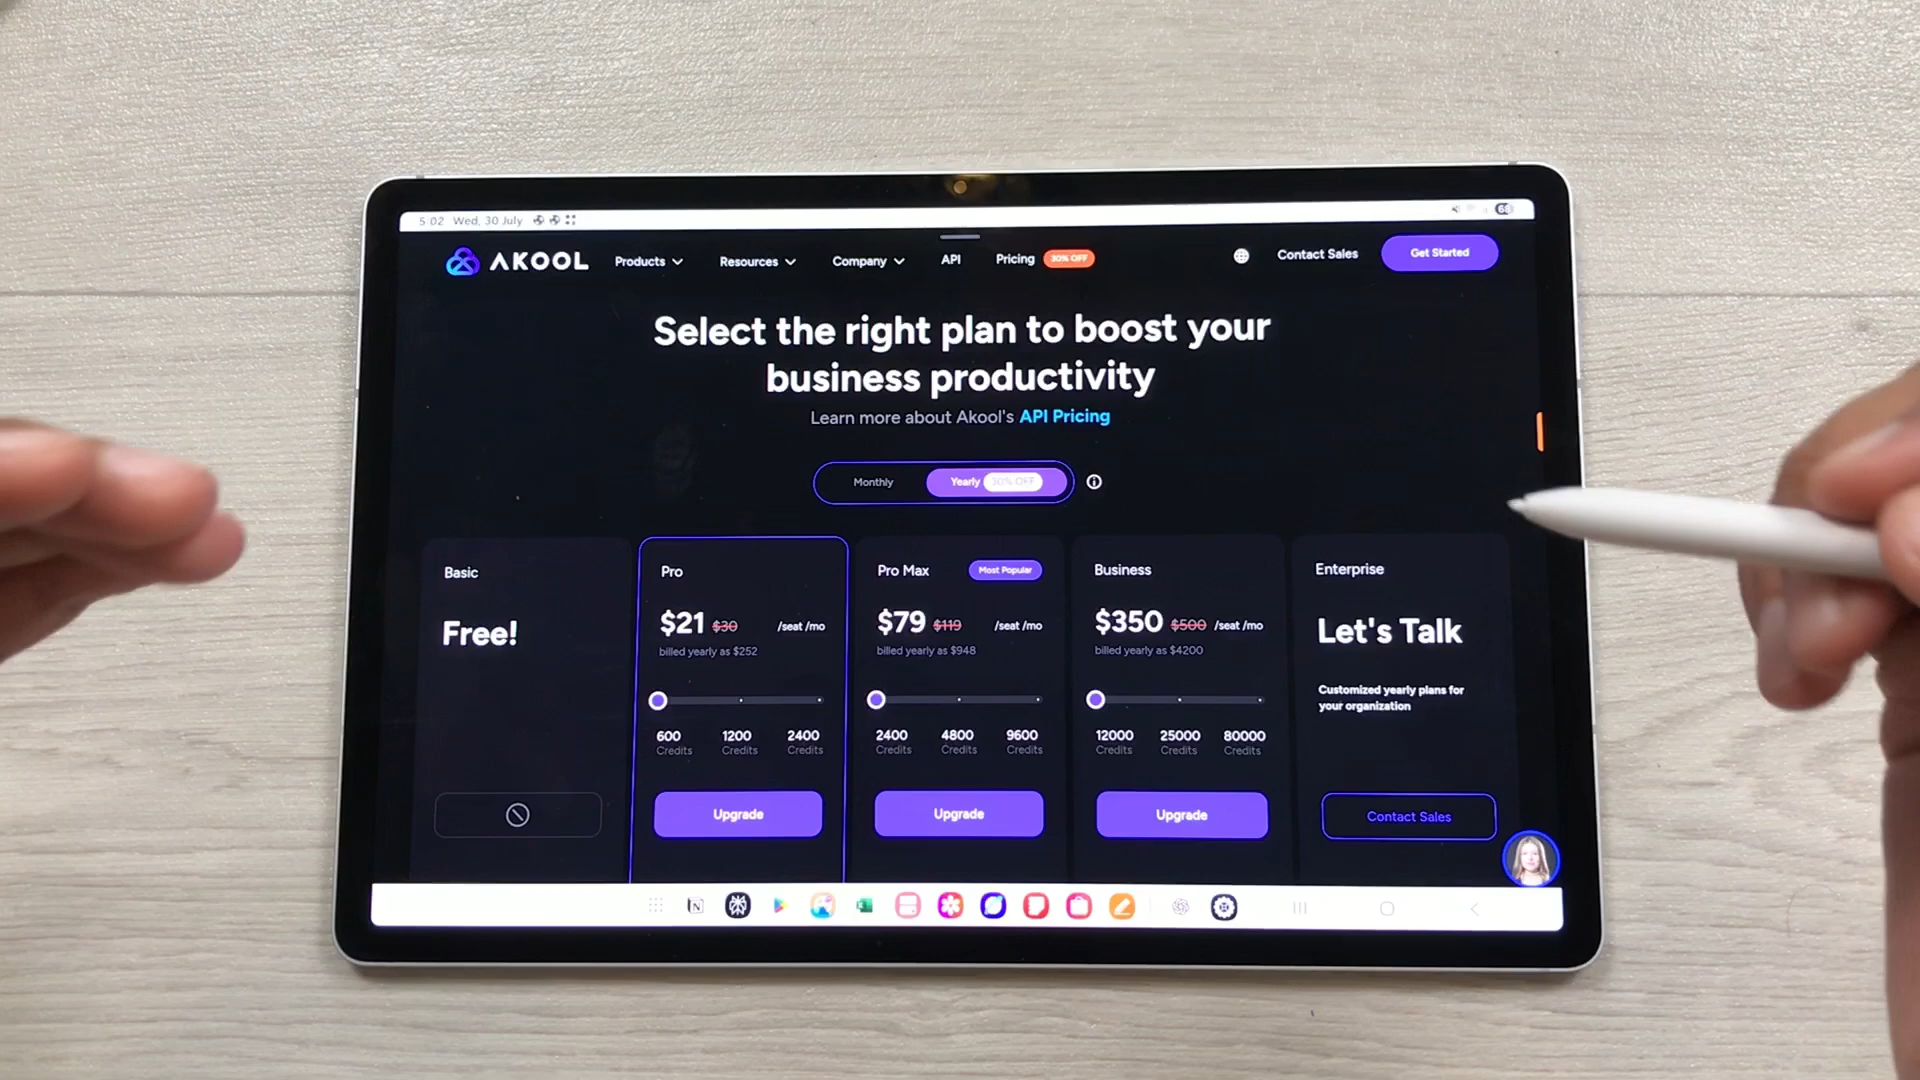 5:02 Wed, 30 July
68
AKOOL Products Resources Company API Pricing 30% OFF Contact Sales Get Started
Select the right plan to boost your
business productivity
Learn more about Akool's API Pricing
Monthly Yearly 30% OFF
Basic
Free!
Pro
$21 $30 /seat /mo
billed yearly as $252
600 1200 2400
Credits Credits Credits
Upgrade
Pro Max Most Popular
$79 $119 /seat /mo
billed yearly as $948
2400 4800 9600
Credits Credits Credits
Upgrade
Business
$350 $500 /seat /mo
billed yearly as $4200
12000 25000 80000
Credits Credits Credits
Upgrade
Enterprise
Let's Talk
Customized yearly plans for
your organization
Contact Sales